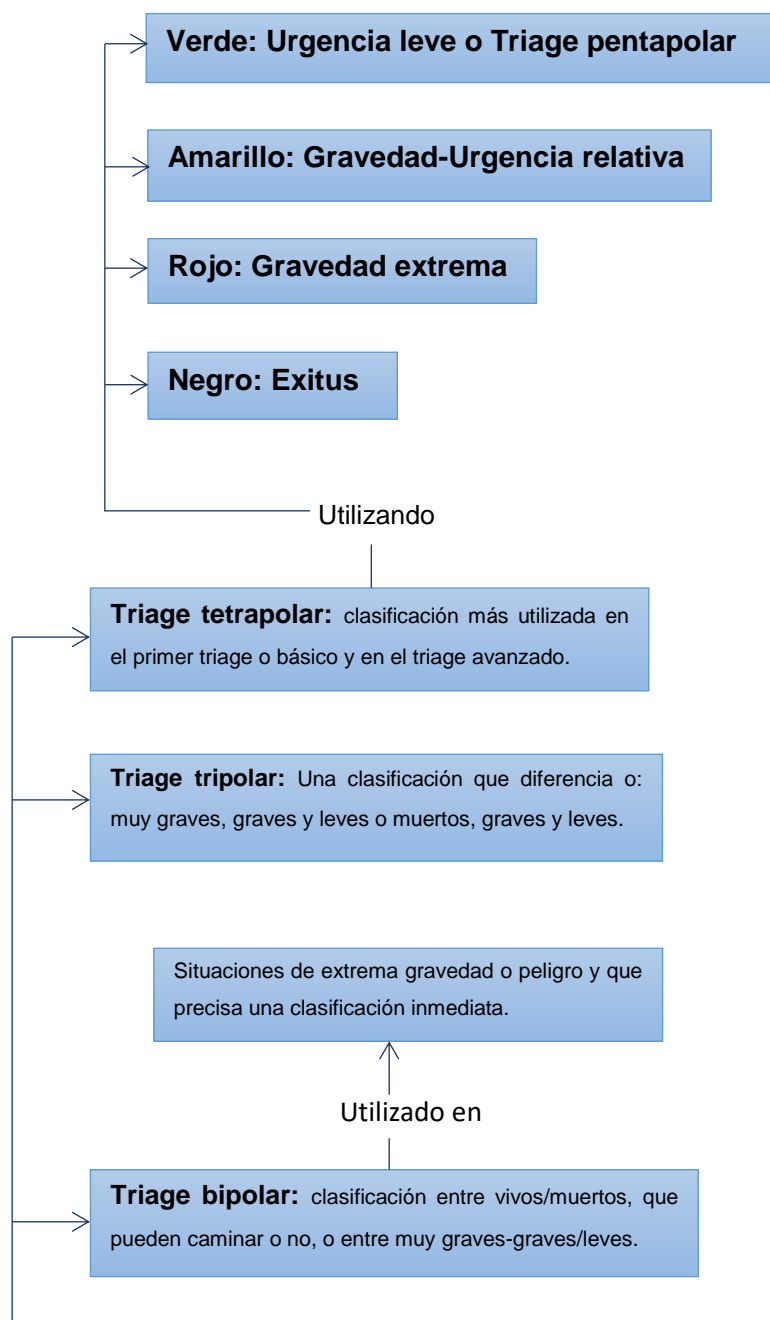 Verde: Urgencia leve o Triage pentapolar
Amarillo: Gravedad-Urgencia relativa
Rojo: Gravedad extrema
Negro: Exitus
Utilizando
Triage tetrapolar: clasificación más utilizada en
el primer triage o básico y en el triage avanzado.
Triage tripolar: Una clasificación que diferencia o:
muy graves, graves y leves o muertos, graves y leves.
Situaciones de extrema gravedad o peligro y que
precisa una clasificación inmediata.
Utilizado en
Triage bipolar: clasificación entre vivos/muertos, que
pueden caminar o no, o entre muy graves-graves/leves.